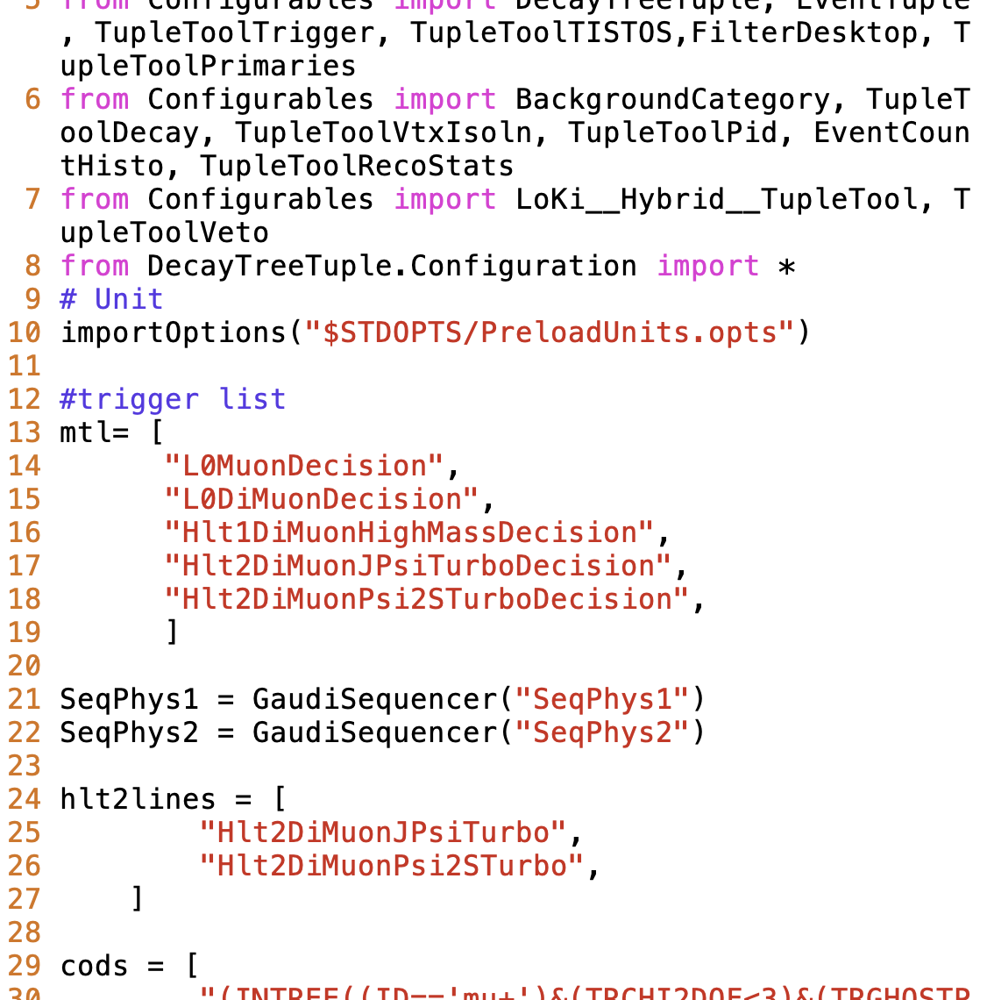 5 from Configurables import DecayTreeTuple, EventTuple
, TupleToolTrigger, TupleToolTISTOS,FilterDesktop, T
upleToolPrimaries
6 from Configurables import BackgroundCategory, TupleT
oolDecay, TupleToolVtxIsoln, TupleToolPid, EventCoun
tHisto, TupleToolRecoStats
7 from Configurables import LoKi__Hybrid__TupleTool, T
upleToolVeto
8 from DecayTreeTuple.Configuration import *
9 # Unit
10 importOptions("$STDOPTS/PreloadUnits.opts")
11
12 #trigger list
13 mtl= [
14       "L0MuonDecision",
15       "L0DiMuonDecision",
16       "Hlt1DiMuonHighMassDecision",
17       "Hlt2DiMuonJPsiTurboDecision",
18       "Hlt2DiMuonPsi2STurboDecision",
19       ]
20
21 SeqPhys1 = GaudiSequencer("SeqPhys1")
22 SeqPhys2 = GaudiSequencer("SeqPhys2")
23
24 hlt2lines = [
25         "Hlt2DiMuonJPsiTurbo",
26         "Hlt2DiMuonPsi2STurbo",
27     ]
28
29 cods = [
30         "(INTREE((ID=='mu+')&(TRCHI2DOF<3)&(TRGHOSTP